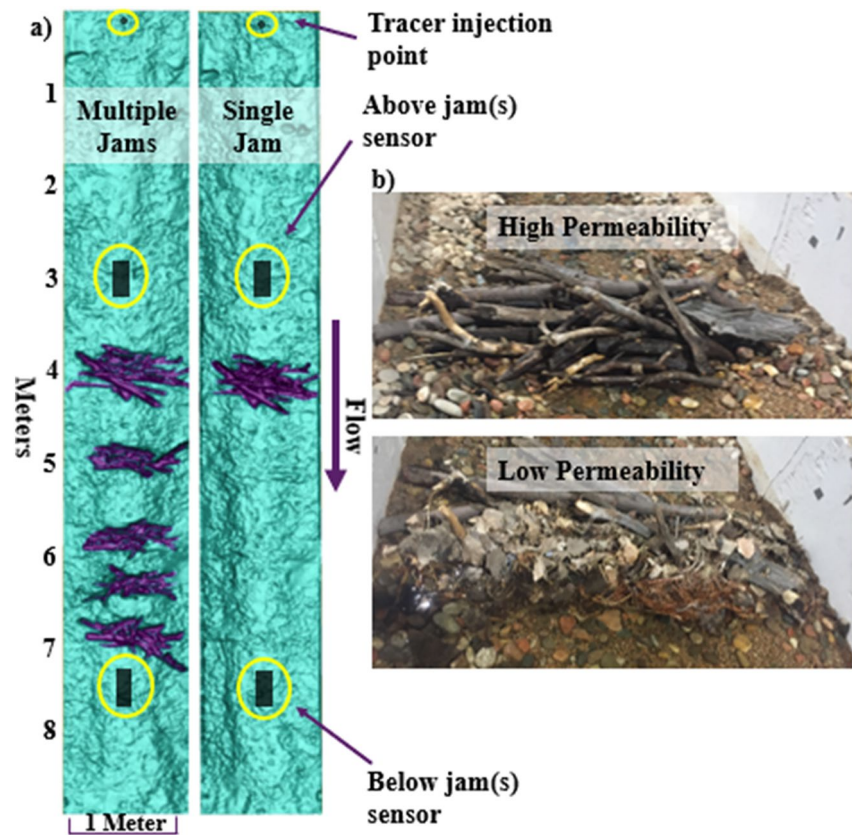 a)
Tracer injection
point
1
Multiple
Jams
Single
Jam
Above jam(s)
sensor
2
b)
High Permeability
3
4
Meters
Flow
5
Low Permeability
6
7
8
Below jam(s)
sensor
1 Meter